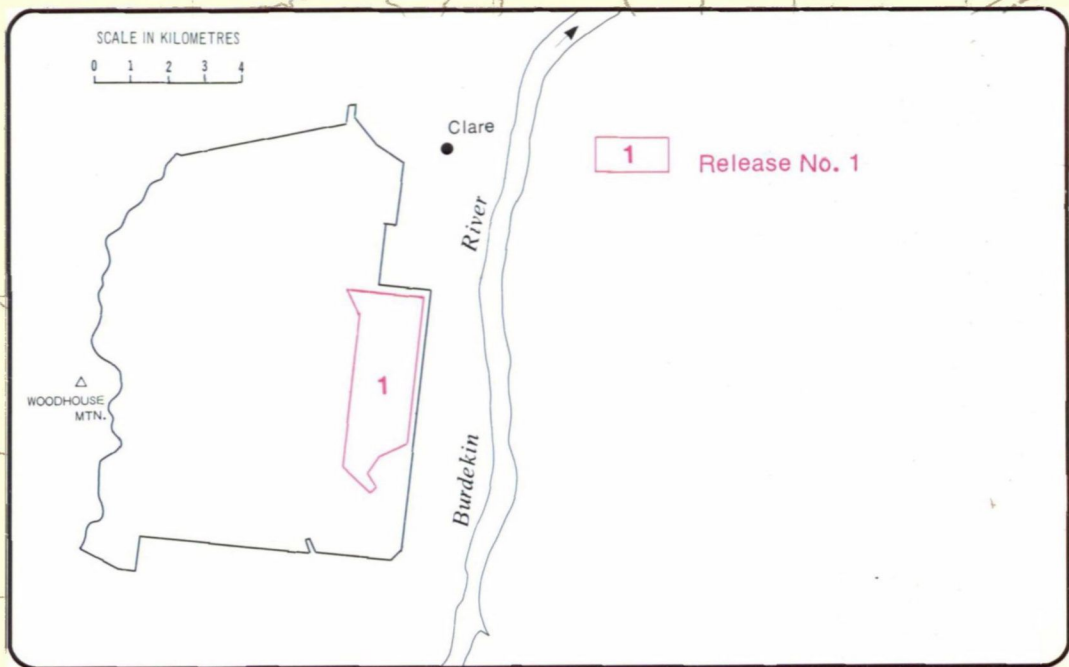 SCALE IN KILOMETRES
0 1 2 3 4
Clare
1
Release No. 1
River
WOODHOUSE
MTN.
1
Burdekin